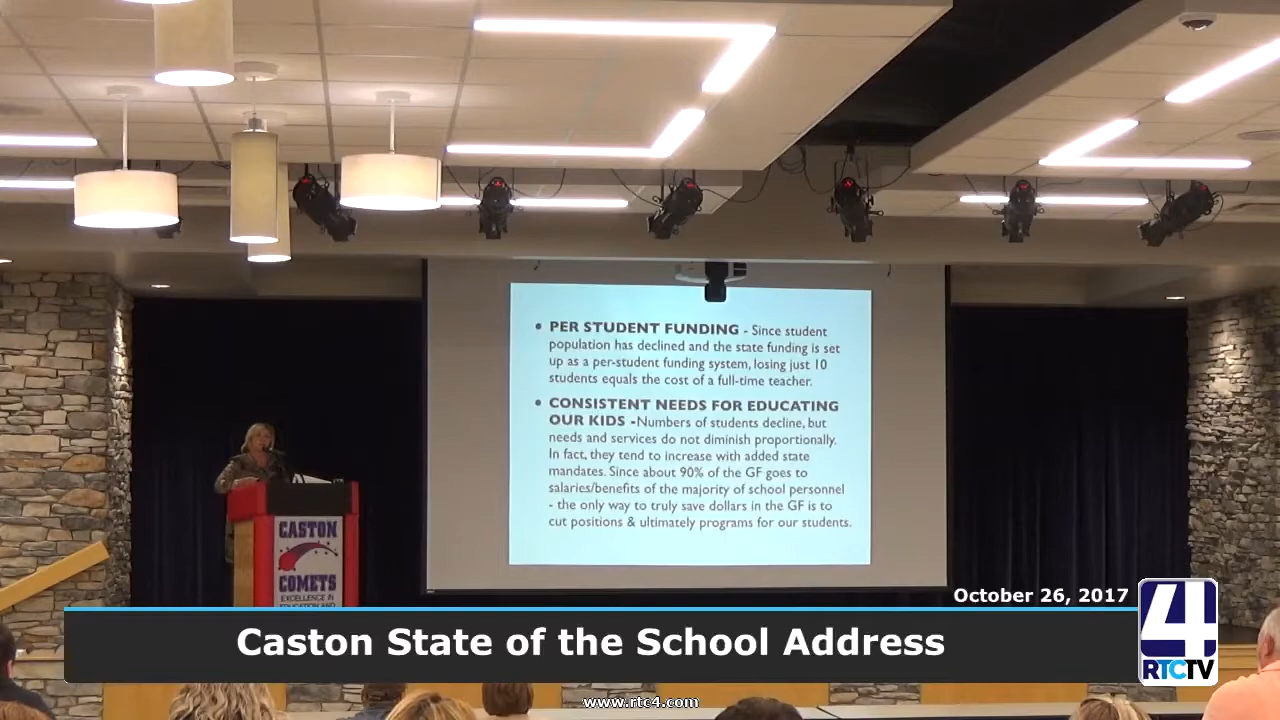 • PER STUDENT FUNDING - Since student
population has declined and the state funding is set
up as a per-student funding system, losing just 10
students equals the cost of a full-time teacher.
• CONSISTENT NEEDS FOR EDUCATING
OUR KIDS -Numbers of students decline, but
needs and services do not diminish proportionally.
In fact, they tend to increase with added state
mandates. Since about 90% of the GF goes to
salaries/benefits of the majority of school personnel
- the only way to truly save dollars in the GF is to
cut positions & ultimately programs for our students.
CASTON
COMETS
EXCELLENCE IN
EDUCATION AND
October 26, 2017
Caston State of the School Address
4
RTCTV
www.rtc4.com